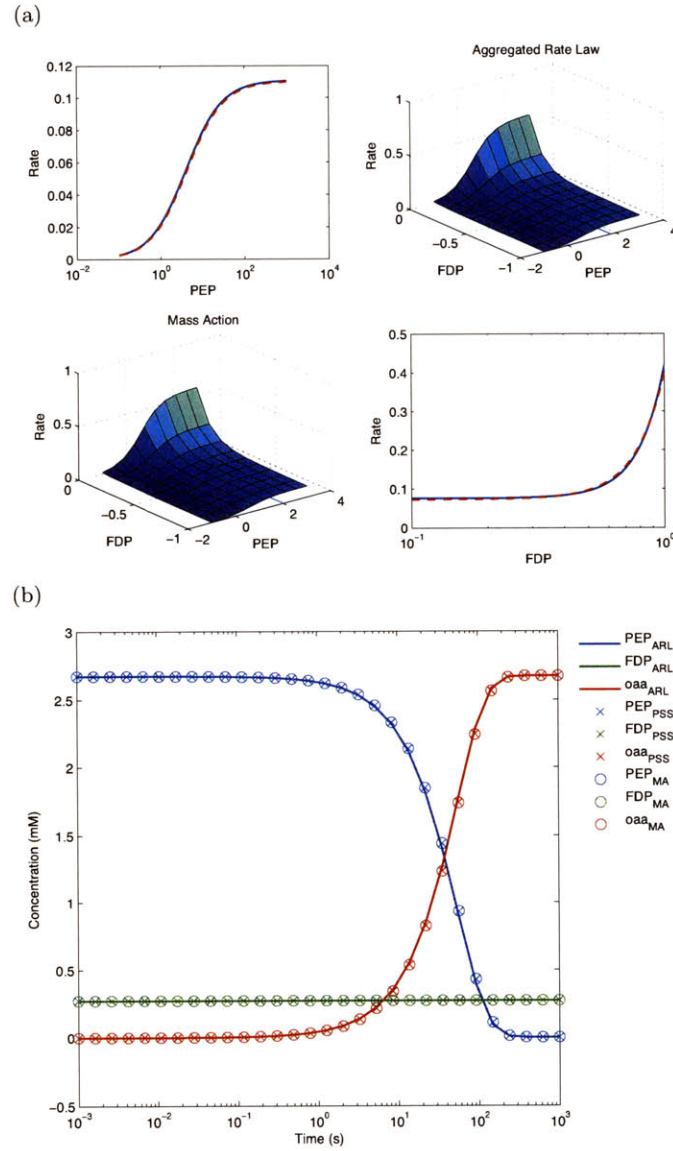 (a)
Aggregated Rate Law
0.12
0.1
0.08
0.06
0.04
0.02
0
Rate
10⁻²
10⁰
10²
10⁴
PEP
1
0.5
0
Rate
0
−0.5
−1
FDP
−2
0
2
4
PEP
Mass Action
1
0.5
0
Rate
0
−0.5
−1
FDP
−2
0
2
4
PEP
0.5
0.4
0.3
0.2
0.1
0
Rate
10⁻¹
10⁰
FDP
(b)
3
2.5
2
1.5
1
0.5
0
−0.5
Concentration (mM)
10⁻³
10⁻²
10⁻¹
10⁰
10¹
10²
10³
Time (s)
PEP_ARL
FDP_ARL
oaa_ARL
PEP_PSS
FDP_PSS
oaa_PSS
PEP_MA
FDP_MA
oaa_MA